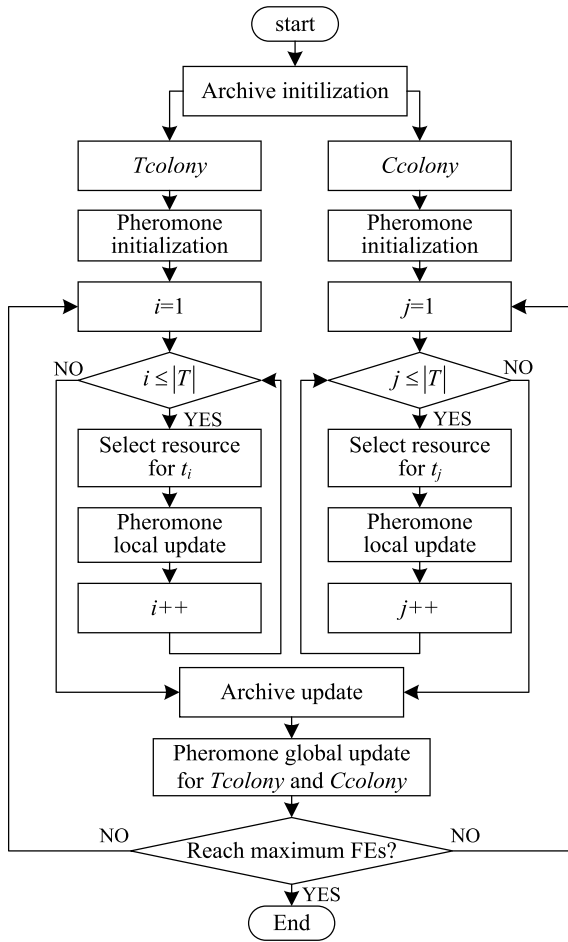 start
Archive initilization
Tcolony
Ccolony
Pheromone
initialization
Pheromone
initialization
i=1
j=1
NO
i ≤ |T|
j ≤ |T|
NO
YES
YES
Select resource
for tᵢ
Select resource
for tⱼ
Pheromone
local update
Pheromone
local update
i++
j++
Archive update
Pheromone global update
for Tcolony and Ccolony
NO
Reach maximum FEs?
NO
YES
End